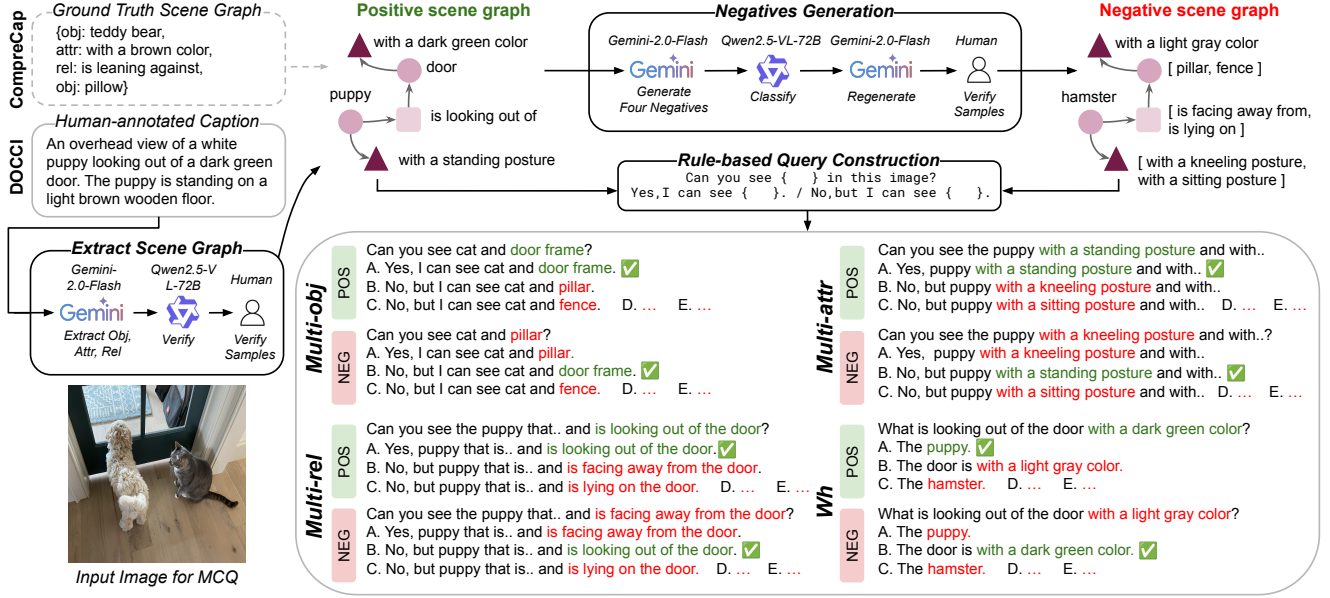 CompreCap
Ground Truth Scene Graph
{obj: teddy bear,
attr: with a brown color,
rel: is leaning against,
obj: pillow}
DOCCI
Human-annotated Caption
An overhead view of a white
puppy looking out of a dark green
door. The puppy is standing on a
light brown wooden floor.
Extract Scene Graph
Gemini-
2.0-Flash
Qwen2.5-V
L-72B
Human
Gemini
Extract Obj,
Attr, Rel
Verify
Verify
Samples
Input Image for MCQ
Positive scene graph
with a dark green color
door
puppy
is looking out of
with a standing posture
Negatives Generation
Gemini-2.0-Flash
Qwen2.5-VL-72B
Gemini-2.0-Flash
Human
Gemini
Gemini
Generate
Four Negatives
Classify
Regenerate
Verify
Samples
Negative scene graph
with a light gray color
[ pillar, fence ]
hamster
[ is facing away from,
is lying on ]
[ with a kneeling posture,
with a sitting posture ]
Rule-based Query Construction
Can you see { } in this image?
Yes,I can see { }. / No,but I can see { }.
Multi-obj
POS
Can you see cat and door frame?
A. Yes, I can see cat and door frame. ✅
B. No, but I can see cat and pillar.
C. No, but I can see cat and fence. D. … E. …
NEG
Can you see cat and pillar?
A. Yes, I can see cat and pillar.
B. No, but I can see cat and door frame. ✅
C. No, but I can see cat and fence. D. … E. …
Multi-rel
POS
Can you see the puppy that.. and is looking out of the door?
A. Yes, puppy that is.. and is looking out of the door. ✅
B. No, but puppy that is.. and is facing away from the door.
C. No, but puppy that is.. and is lying on the door. D. … E. …
NEG
Can you see the puppy that.. and is facing away from the door?
A. Yes, puppy that is.. and is facing away from the door.
B. No, but puppy that is.. and is looking out of the door. ✅
C. No, but puppy that is.. and is lying on the door. D. … E. …
Multi-attr
POS
Can you see the puppy with a standing posture and with..
A. Yes, puppy with a standing posture and with.. ✅
B. No, but puppy with a kneeling posture and with..
C. No, but puppy with a sitting posture and with.. D. … E. …
NEG
Can you see the puppy with a kneeling posture and with..?
A. Yes, puppy with a kneeling posture and with..
B. No, but puppy with a standing posture and with.. ✅
C. No, but puppy with a sitting posture and with.. D. … E. …
Wh
POS
What is looking out of the door with a dark green color?
A. The puppy. ✅
B. The door is with a light gray color.
C. The hamster. D. … E. …
NEG
What is looking out of the door with a light gray color?
A. The puppy.
B. The door is with a dark green color. ✅
C. The hamster. D. … E. …